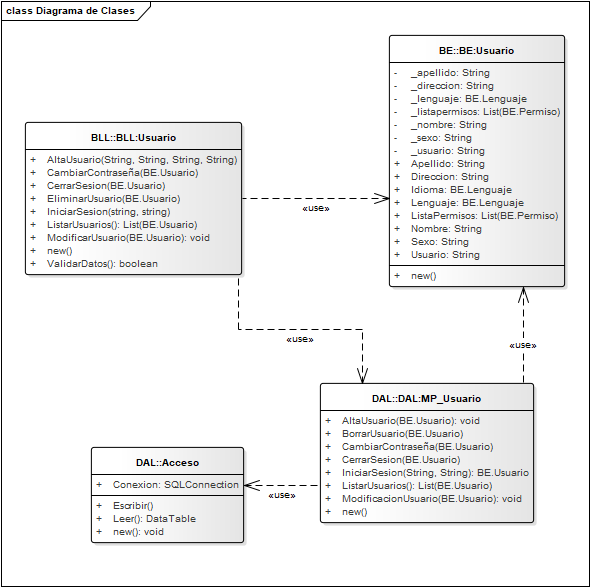 class Diagrama de Clases
BE::BE:Usuario
- _apellido: String
- _direccion: String
- _lenguaje: BE.Lenguaje
- _listapermisos: List(BE.Permiso)
- _nombre: String
- _sexo: String
- _usuario: String
+ Apellido: String
+ Direccion: String
+ Idioma: BE.Lenguaje
+ Lenguaje: BE.Lenguaje
+ ListaPermisos: List(BE.Permiso)
+ Nombre: String
+ Sexo: String
+ Usuario: String
+ new()
BLL::BLL:Usuario
+ AltaUsuario(String, String, String, String)
+ CambiarContraseña(BE.Usuario)
+ CerrarSesion(BE.Usuario)
+ EliminarUsuario(BE.Usuario)
+ IniciarSesion(string, string)
+ ListarUsuarios(): List(BE.Usuario)
+ ModificarUsuario(BE.Usuario): void
+ new()
+ ValidarDatos(): boolean
«use»
«use»
«use»
DAL::DAL:MP_Usuario
+ AltaUsuario(BE.Usuario): void
+ BorrarUsuario(BE.Usuario)
+ CambiarContraseña(BE.Usuario)
+ CerrarSesion(BE.Usuario)
+ IniciarSesion(String, String): BE.Usuario
+ ListarUsuarios(): List(BE.Usuario)
+ ModificacionUsuario(BE.Usuario): void
+ new()
DAL::Acceso
+ Conexion: SQLConnection
+ Escribir()
+ Leer(): DataTable
+ new(): void
«use»